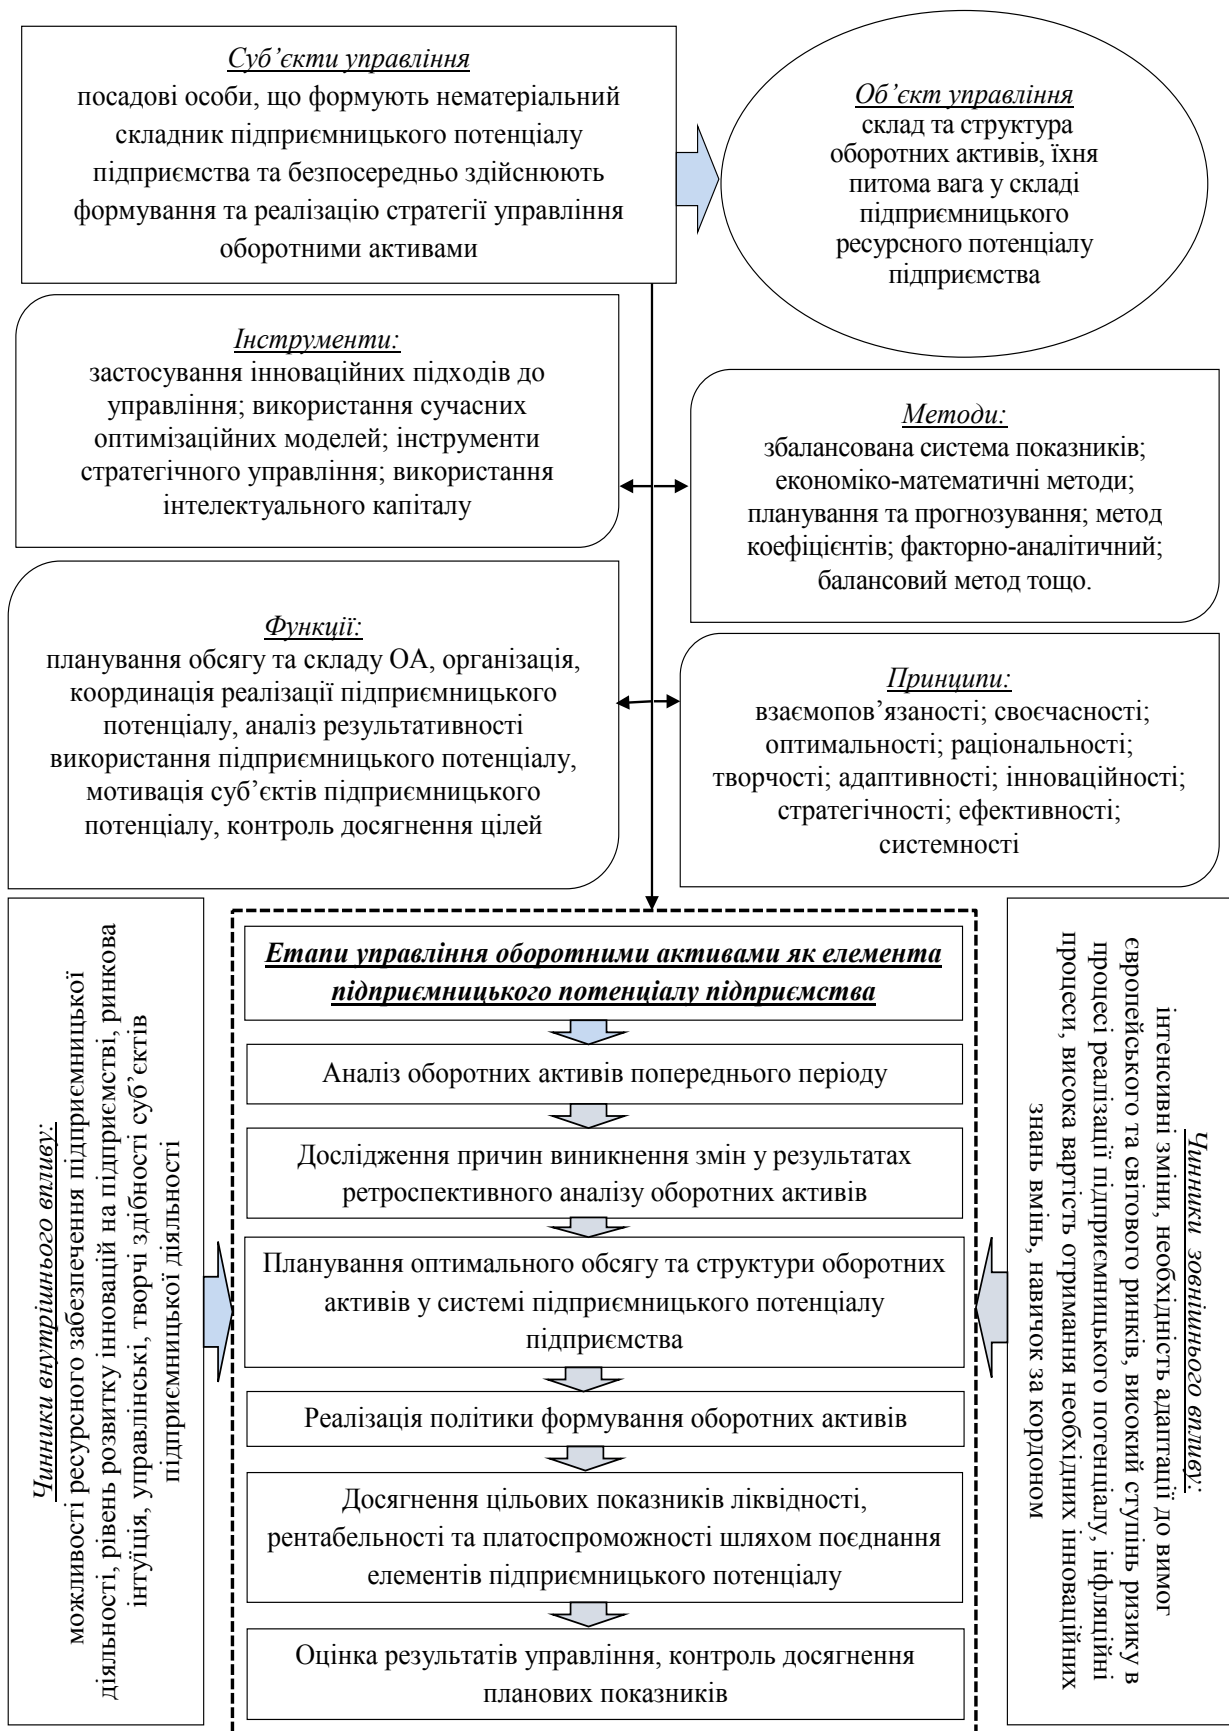 Суб’єкти управління
посадові особи, що формують нематеріальний
складник підприємницького потенціалу
підприємства та безпосередньо здійснюють
формування та реалізацію стратегії управління
оборотними активами
Об’єкт управління
склад та структура
оборотних активів, їхня
питома вага у складі
підприємницького
ресурсного потенціалу
підприємства
Інструменти:
застосування інноваційних підходів до
управління; використання сучасних
оптимізаційних моделей; інструменти
стратегічного управління; використання
інтелектуального капіталу
Методи:
збалансована система показників;
економіко-математичні методи;
планування та прогнозування; метод
коефіцієнтів; факторно-аналітичний;
балансовий метод тощо.
Функції:
планування обсягу та складу ОА, організація,
координація реалізації підприємницького
потенціалу, аналіз результативності
використання підприємницького потенціалу,
мотивація суб’єктів підприємницького
потенціалу, контроль досягнення цілей
Принципи:
взаємопов’язаності; своєчасності;
оптимальності; раціональності;
творчості; адаптивності; інноваційності;
стратегічності; ефективності;
системності
Чинники внутрішнього впливу:
можливості ресурсного забезпечення підприємницької
діяльності, рівень розвитку інновацій на підприємстві, ринкова
інтуїція, управлінські, творчі здібності суб’єктів
підприємницької діяльності
Етапи управління оборотними активами як елемента
підприємницького потенціалу підприємства
Аналіз оборотних активів попереднього періоду
Дослідження причин виникнення змін у результатах
ретроспективного аналізу оборотних активів
Планування оптимального обсягу та структури оборотних
активів у системі підприємницького потенціалу
підприємства
Реалізація політики формування оборотних активів
Досягнення цільових показників ліквідності,
рентабельності та платоспроможності шляхом поєднання
елементів підприємницького потенціалу
Оцінка результатів управління, контроль досягнення
планових показників
Чинники зовнішнього впливу:
інтенсивні зміни, необхідність адаптації до вимог
європейського та світового ринків, високий ступінь ризику в
процесі реалізації підприємницького потенціалу, інфляційні
процеси, висока вартість отримання необхідних інноваційних
знань вмінь, навичок за кордоном